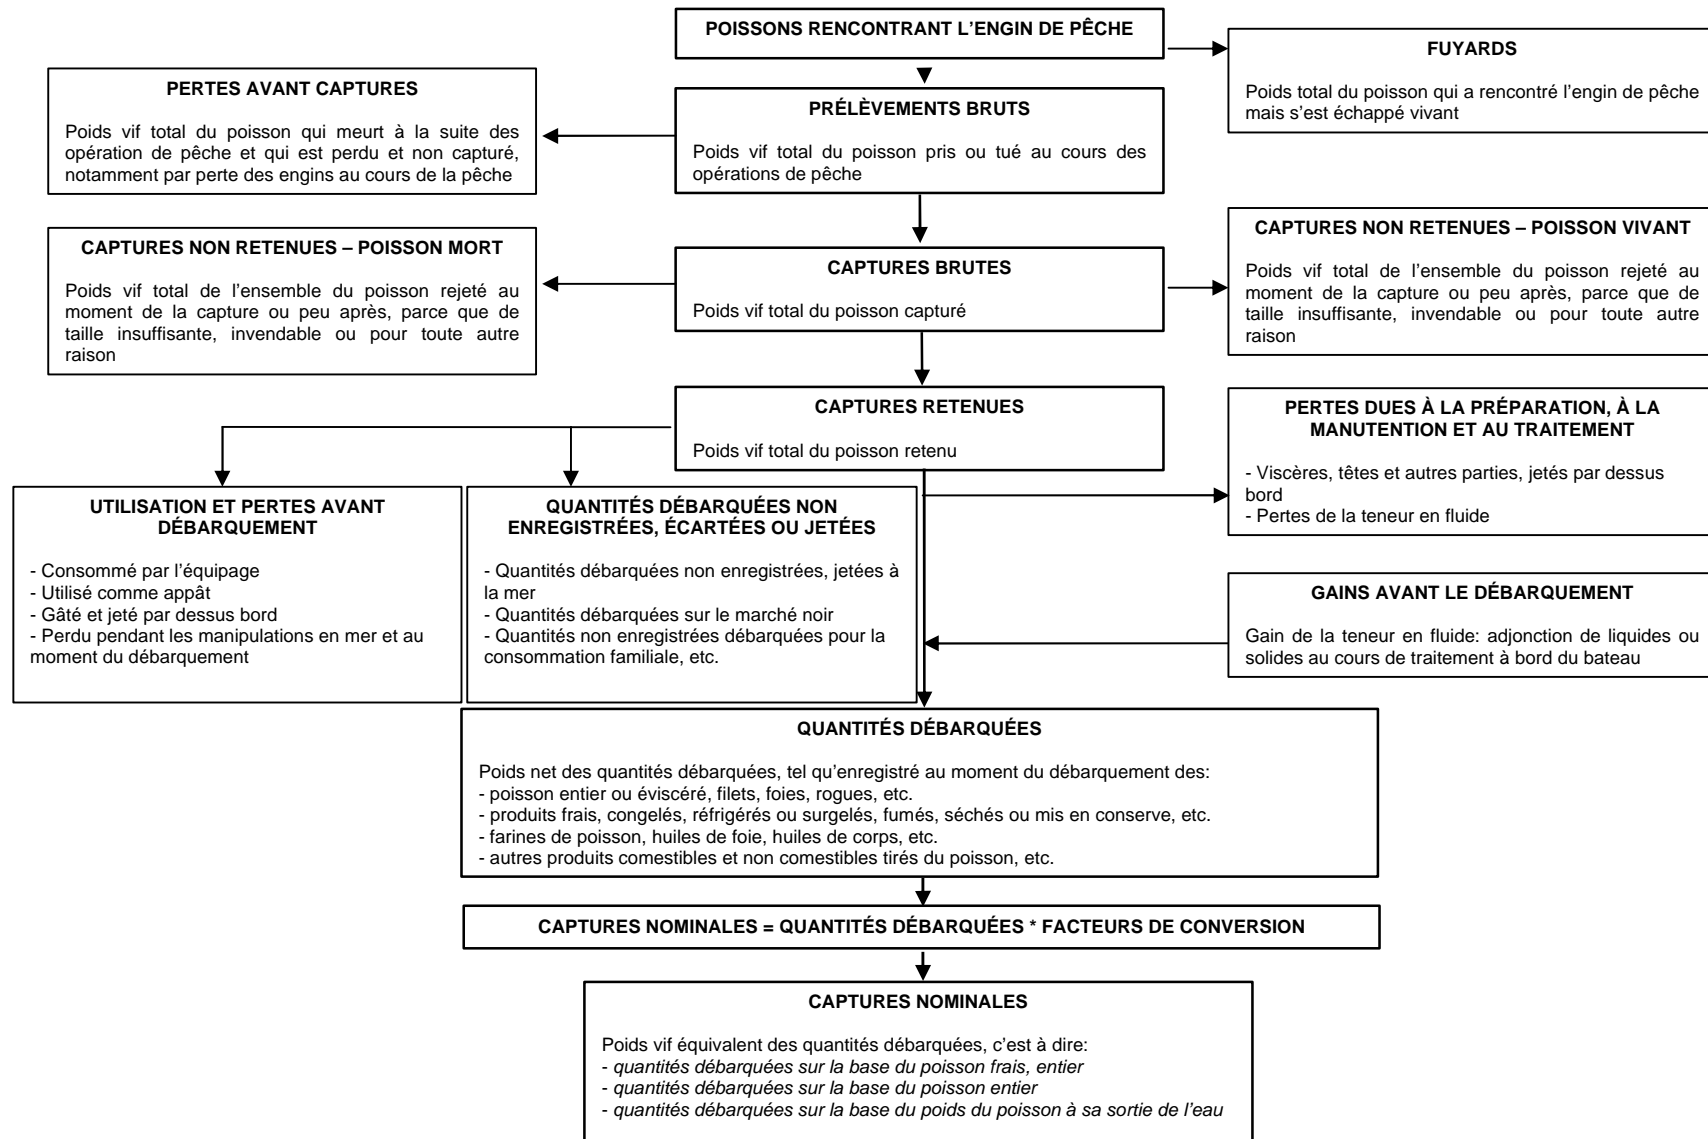 POISSONS RENCONTRANT L'ENGIN DE PÊCHE
FUYARDS
Poids total du poisson qui a rencontré l'engin de pêche
mais s'est échappé vivant
PERTES AVANT CAPTURES
Poids vif total du poisson qui meurt à la suite des
opération de pêche et qui est perdu et non capturé,
notamment par perte des engins au cours de la pêche
PRÉLÈVEMENTS BRUTS
Poids vif total du poisson pris ou tué au cours des
opérations de pêche
CAPTURES NON RETENUES – POISSON MORT
Poids vif total de l'ensemble du poisson rejeté au
moment de la capture ou peu après, parce que de
taille insuffisante, invendable ou pour toute autre
raison
CAPTURES BRUTES
Poids vif total du poisson capturé
CAPTURES NON RETENUES – POISSON VIVANT
Poids vif total de l'ensemble du poisson rejeté au
moment de la capture ou peu après, parce que de
taille insuffisante, invendable ou pour toute autre
raison
CAPTURES RETENUES
Poids vif total du poisson retenu
PERTES DUES À LA PRÉPARATION, À LA
MANUTENTION ET AU TRAITEMENT
- Viscères, têtes et autres parties, jetés par dessus
bord
- Pertes de la teneur en fluide
UTILISATION ET PERTES AVANT
DÉBARQUEMENT
- Consommé par l'équipage
- Utilisé comme appât
- Gâté et jeté par dessus bord
- Perdu pendant les manipulations en mer et au
moment du débarquement
QUANTITÉS DÉBARQUÉES NON
ENREGISTRÉES, ÉCARTÉES OU JETÉES
- Quantités débarquées non enregistrées, jetées à
la mer
- Quantités débarquées sur le marché noir
- Quantités non enregistrées débarquées pour la
consommation familiale, etc.
GAINS AVANT LE DÉBARQUEMENT
Gain de la teneur en fluide: adjonction de liquides ou
solides au cours de traitement à bord du bateau
QUANTITÉS DÉBARQUÉES
Poids net des quantités débarquées, tel qu'enregistré au moment du débarquement des:
- poisson entier ou éviscéré, filets, foies, rogues, etc.
- produits frais, congelés, réfrigérés ou surgelés, fumés, séchés ou mis en conserve, etc.
- farines de poisson, huiles de foie, huiles de corps, etc.
- autres produits comestibles et non comestibles tirés du poisson, etc.
CAPTURES NOMINALES = QUANTITÉS DÉBARQUÉES * FACTEURS DE CONVERSION
CAPTURES NOMINALES
Poids vif équivalent des quantités débarquées, c'est à dire:
- quantités débarquées sur la base du poisson frais, entier
- quantités débarquées sur la base du poisson entier
- quantités débarquées sur la base du poids du poisson à sa sortie de l'eau